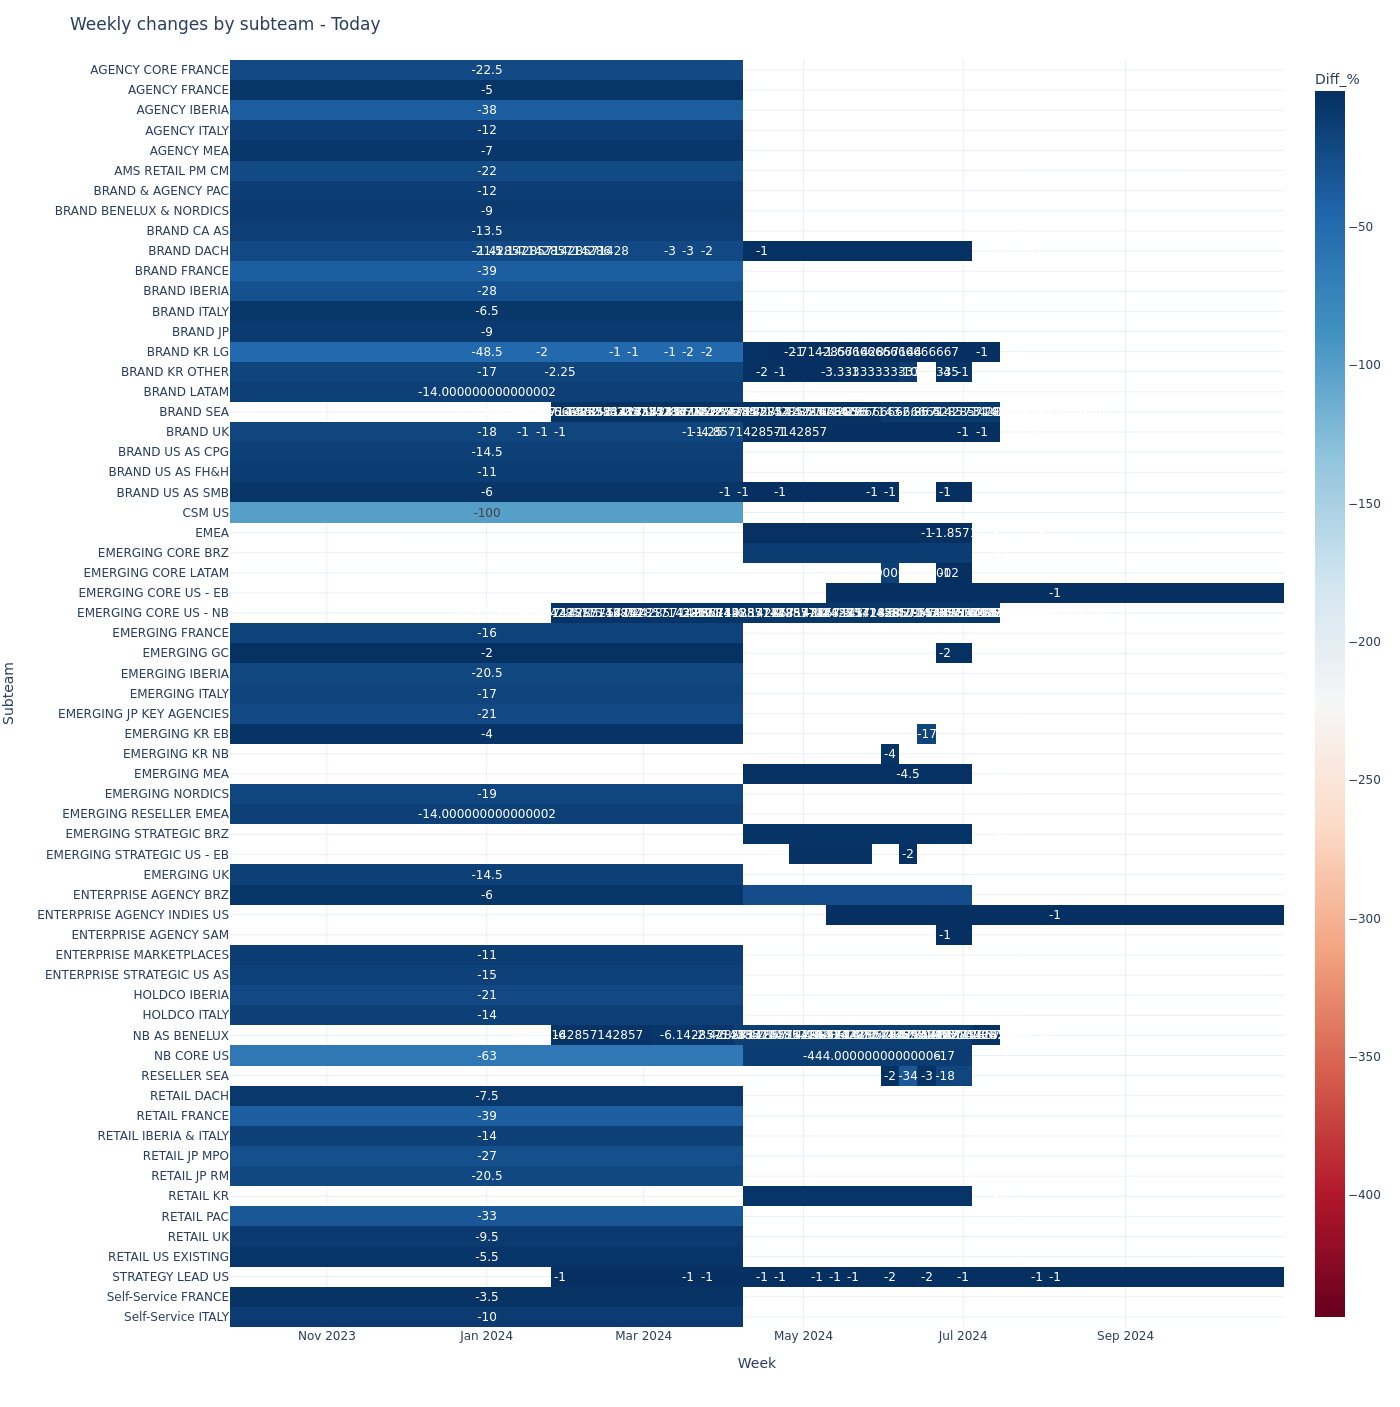 Weekly changes by subteam - Today
Diff_%
AGENCY CORE FRANCE -22.5
AGENCY FRANCE -5
AGENCY IBERIA -38
AGENCY ITALY -12
AGENCY MEA -7
AMS RETAIL PM CM -22
BRAND & AGENCY PAC -12
BRAND BENELUX & NORDICS -9
BRAND CA AS -13.5
BRAND DACH -3 -3 -2 -1
BRAND FRANCE -39
BRAND IBERIA -28
BRAND ITALY -6.5
BRAND JP -9
BRAND KR LG -48.5 -2 -1 -1 -1 -2 -2 -1
BRAND KR OTHER -17 -2.25 -2 -1 -1
BRAND LATAM -14.000000000000002
BRAND SEA
BRAND UK -18 -1 -1 -1 -1 -1
BRAND US AS CPG -14.5
BRAND US AS FH&H -11
BRAND US AS SMB -6 -1 -1 -1 -1 -1 -1
CSM US -100
EMEA
EMERGING CORE BRZ
EMERGING CORE LATAM
EMERGING CORE US - EB -1
EMERGING CORE US - NB
EMERGING FRANCE -16
EMERGING GC -2 -2
EMERGING IBERIA -20.5
EMERGING ITALY -17
EMERGING JP KEY AGENCIES -21
EMERGING KR EB -4 -17
EMERGING KR NB -4
EMERGING MEA -4.5
EMERGING NORDICS -19
EMERGING RESELLER EMEA -14.000000000000002
EMERGING STRATEGIC BRZ
EMERGING STRATEGIC US - EB -2
EMERGING UK -14.5
ENTERPRISE AGENCY BRZ -6
ENTERPRISE AGENCY INDIES US -1
ENTERPRISE AGENCY SAM -1
ENTERPRISE MARKETPLACES -11
ENTERPRISE STRATEGIC US AS -15
HOLDCO IBERIA -21
HOLDCO ITALY -14
NB AS BENELUX
NB CORE US -63 -17
RESELLER SEA -2 -34 -3 -18
RETAIL DACH -7.5
RETAIL FRANCE -39
RETAIL IBERIA & ITALY -14
RETAIL JP MPO -27
RETAIL JP RM -20.5
RETAIL KR
RETAIL PAC -33
RETAIL UK -9.5
RETAIL US EXISTING -5.5
STRATEGY LEAD US -1 -1 -1 -1 -1 -1 -1 -1 -2 -2 -1 -1 -1
Self-Service FRANCE -3.5
Self-Service ITALY -10
Nov 2023 Jan 2024 Mar 2024 May 2024 Jul 2024 Sep 2024
Week
Subteam
−50
−100
−150
−200
−250
−300
−350
−400